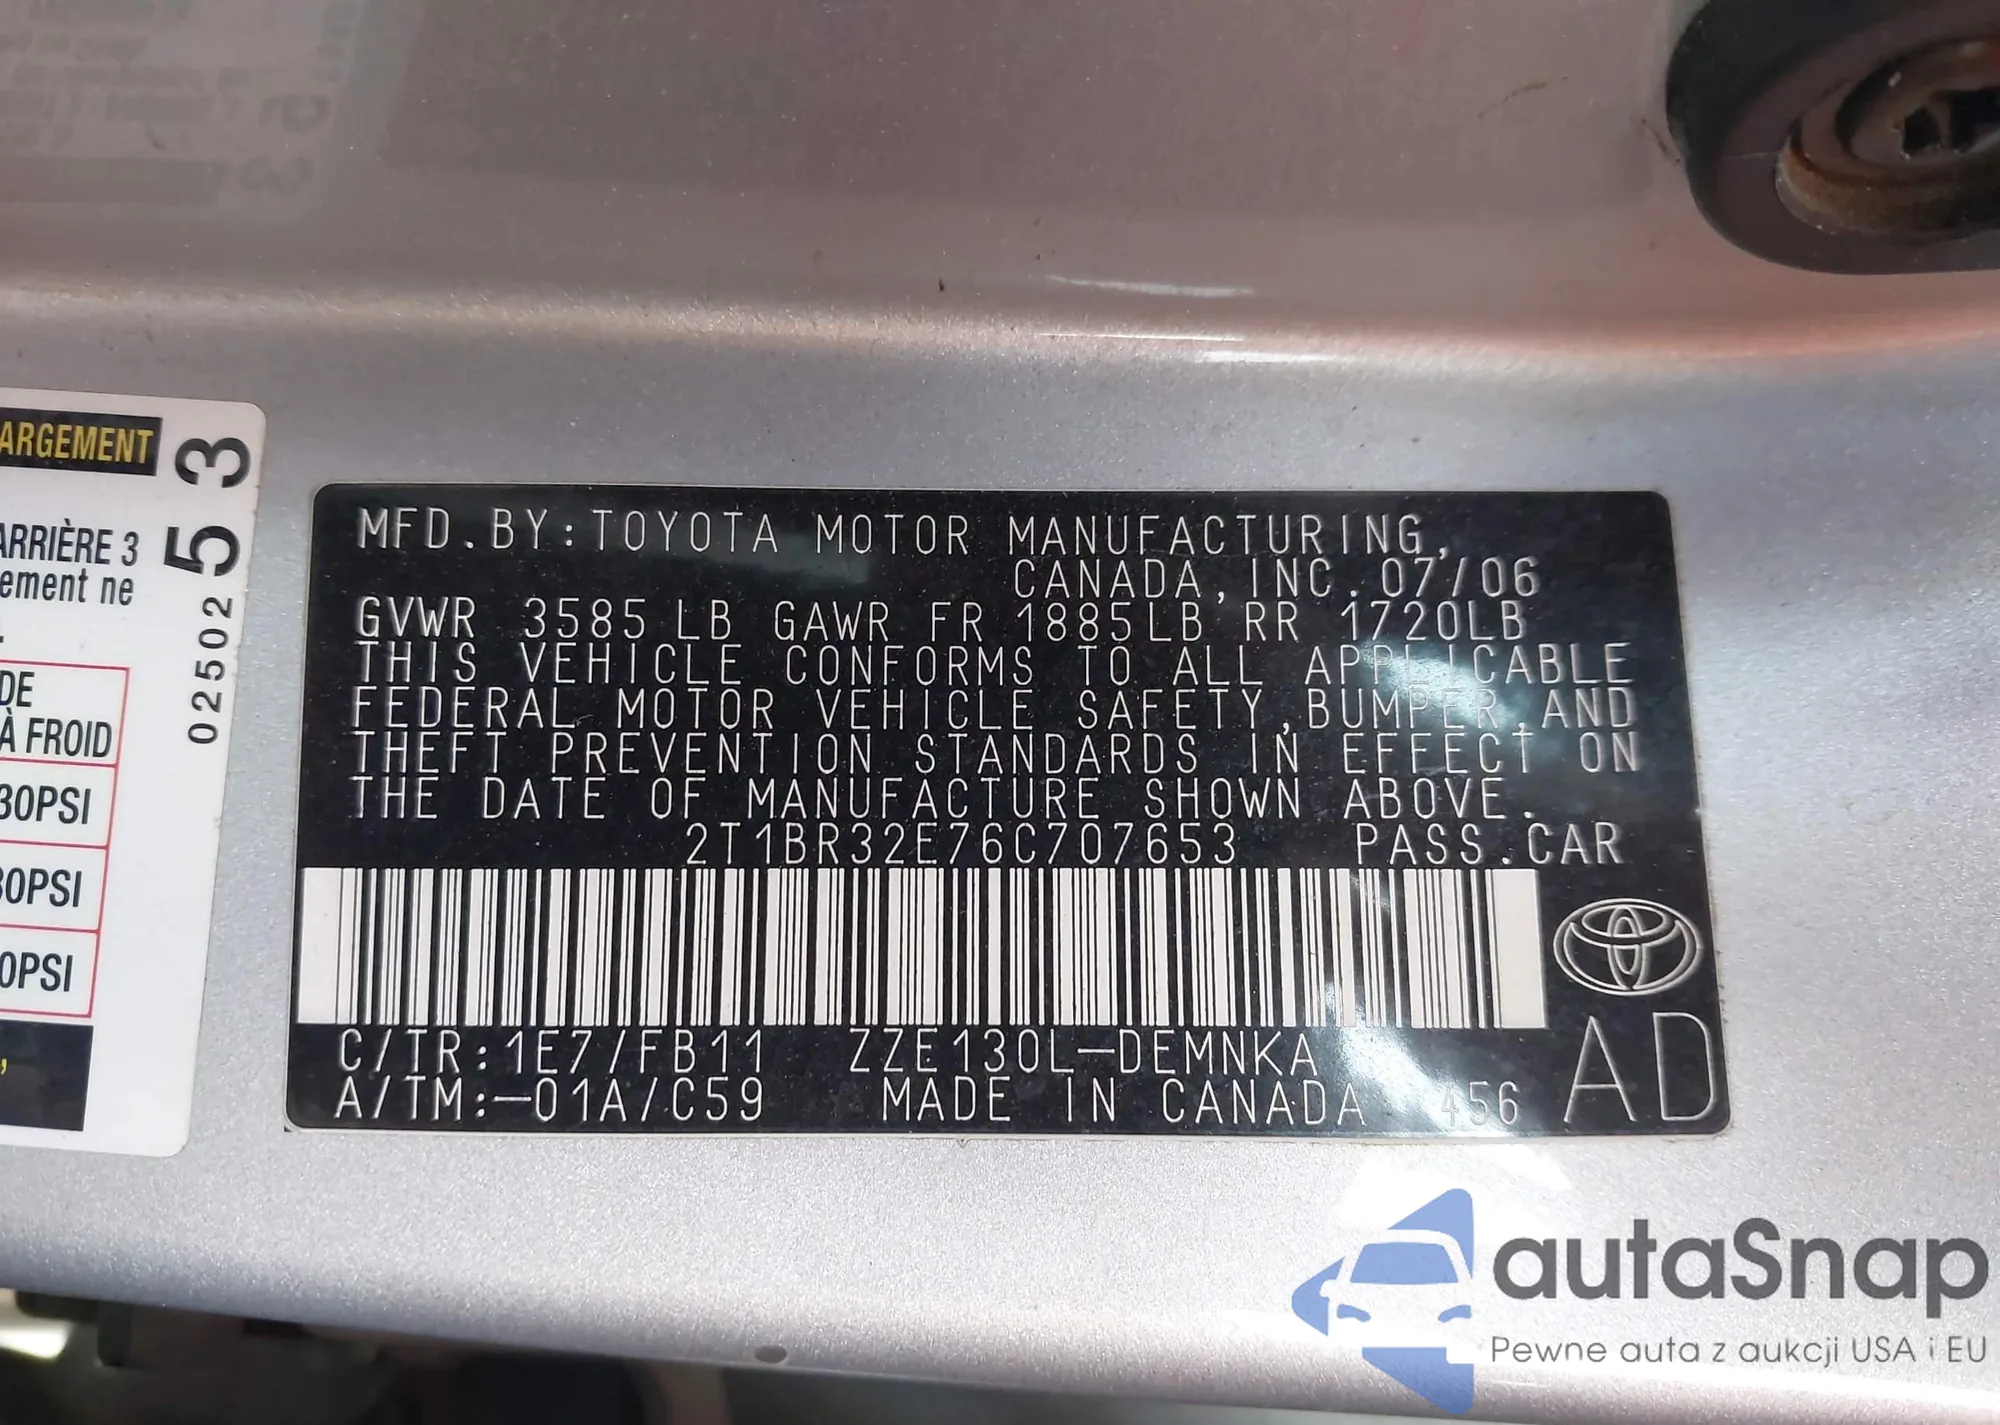 ARGEMENT
ARRIÈRE 3
ement ne
DE
À FROID
30PSI
30PSI
0PSI
02502 53
MFD. BY: TOYOTA MOTOR MANUFACTURING,
CANADA, INC. 07/06
GVWR 3585 LB GAWR FR 1885LB RR 1720LB
THIS VEHICLE CONFORMS TO ALL APPLICABLE
FEDERAL MOTOR VEHICLE SAFETY, BUMPER, AND
THEFT PREVENTION STANDARDS IN EFFECT ON
THE DATE OF MANUFACTURE SHOWN ABOVE.
2T1BR32E76C707653 PASS. CAR
C/TR: 1E7/FB11 ZZE130L-DEMNKA
A/TM:-01A/C59 MADE IN CANADA 456
AD
autaSnap
Pewne auta z aukcji USA i EU